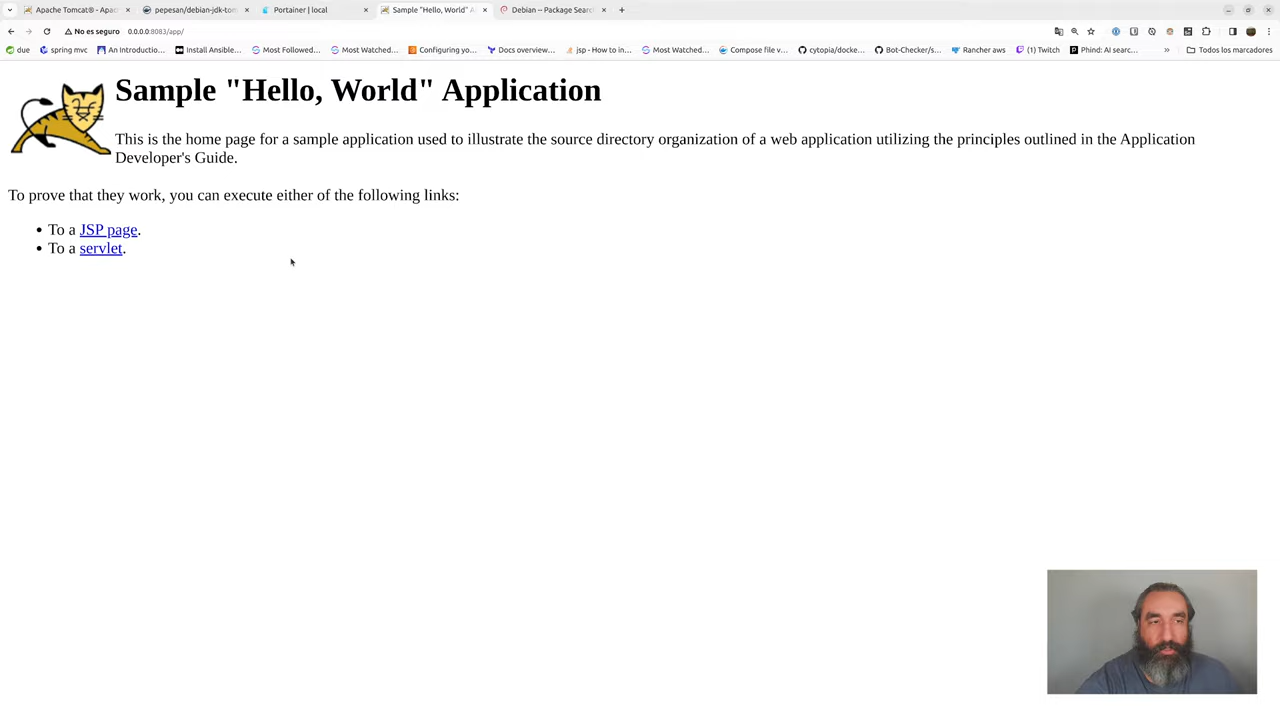 Apache Tomcat® - Apac
pepesan/debian-jdk-tom
Portainer | local
Sample "Hello, World" A
Debian -- Package Searc
No es seguro 0.0.0.0:8083/app/
due
spring mvc
An Introductio...
Install Ansible...
Most Followed...
Most Watched...
Configuring yo...
Docs overview...
jsp - How to in...
Most Watched...
Compose file v...
cytopia/docke...
Bot-Checker/s...
Rancher aws
(1) Twitch
Phind: AI searc...
»
Todos los marcadores
Sample "Hello, World" Application
This is the home page for a sample application used to illustrate the source directory organization of a web application utilizing the principles outlined in the Application
Developer's Guide.
To prove that they work, you can execute either of the following links:
• To a JSP page.
• To a servlet.